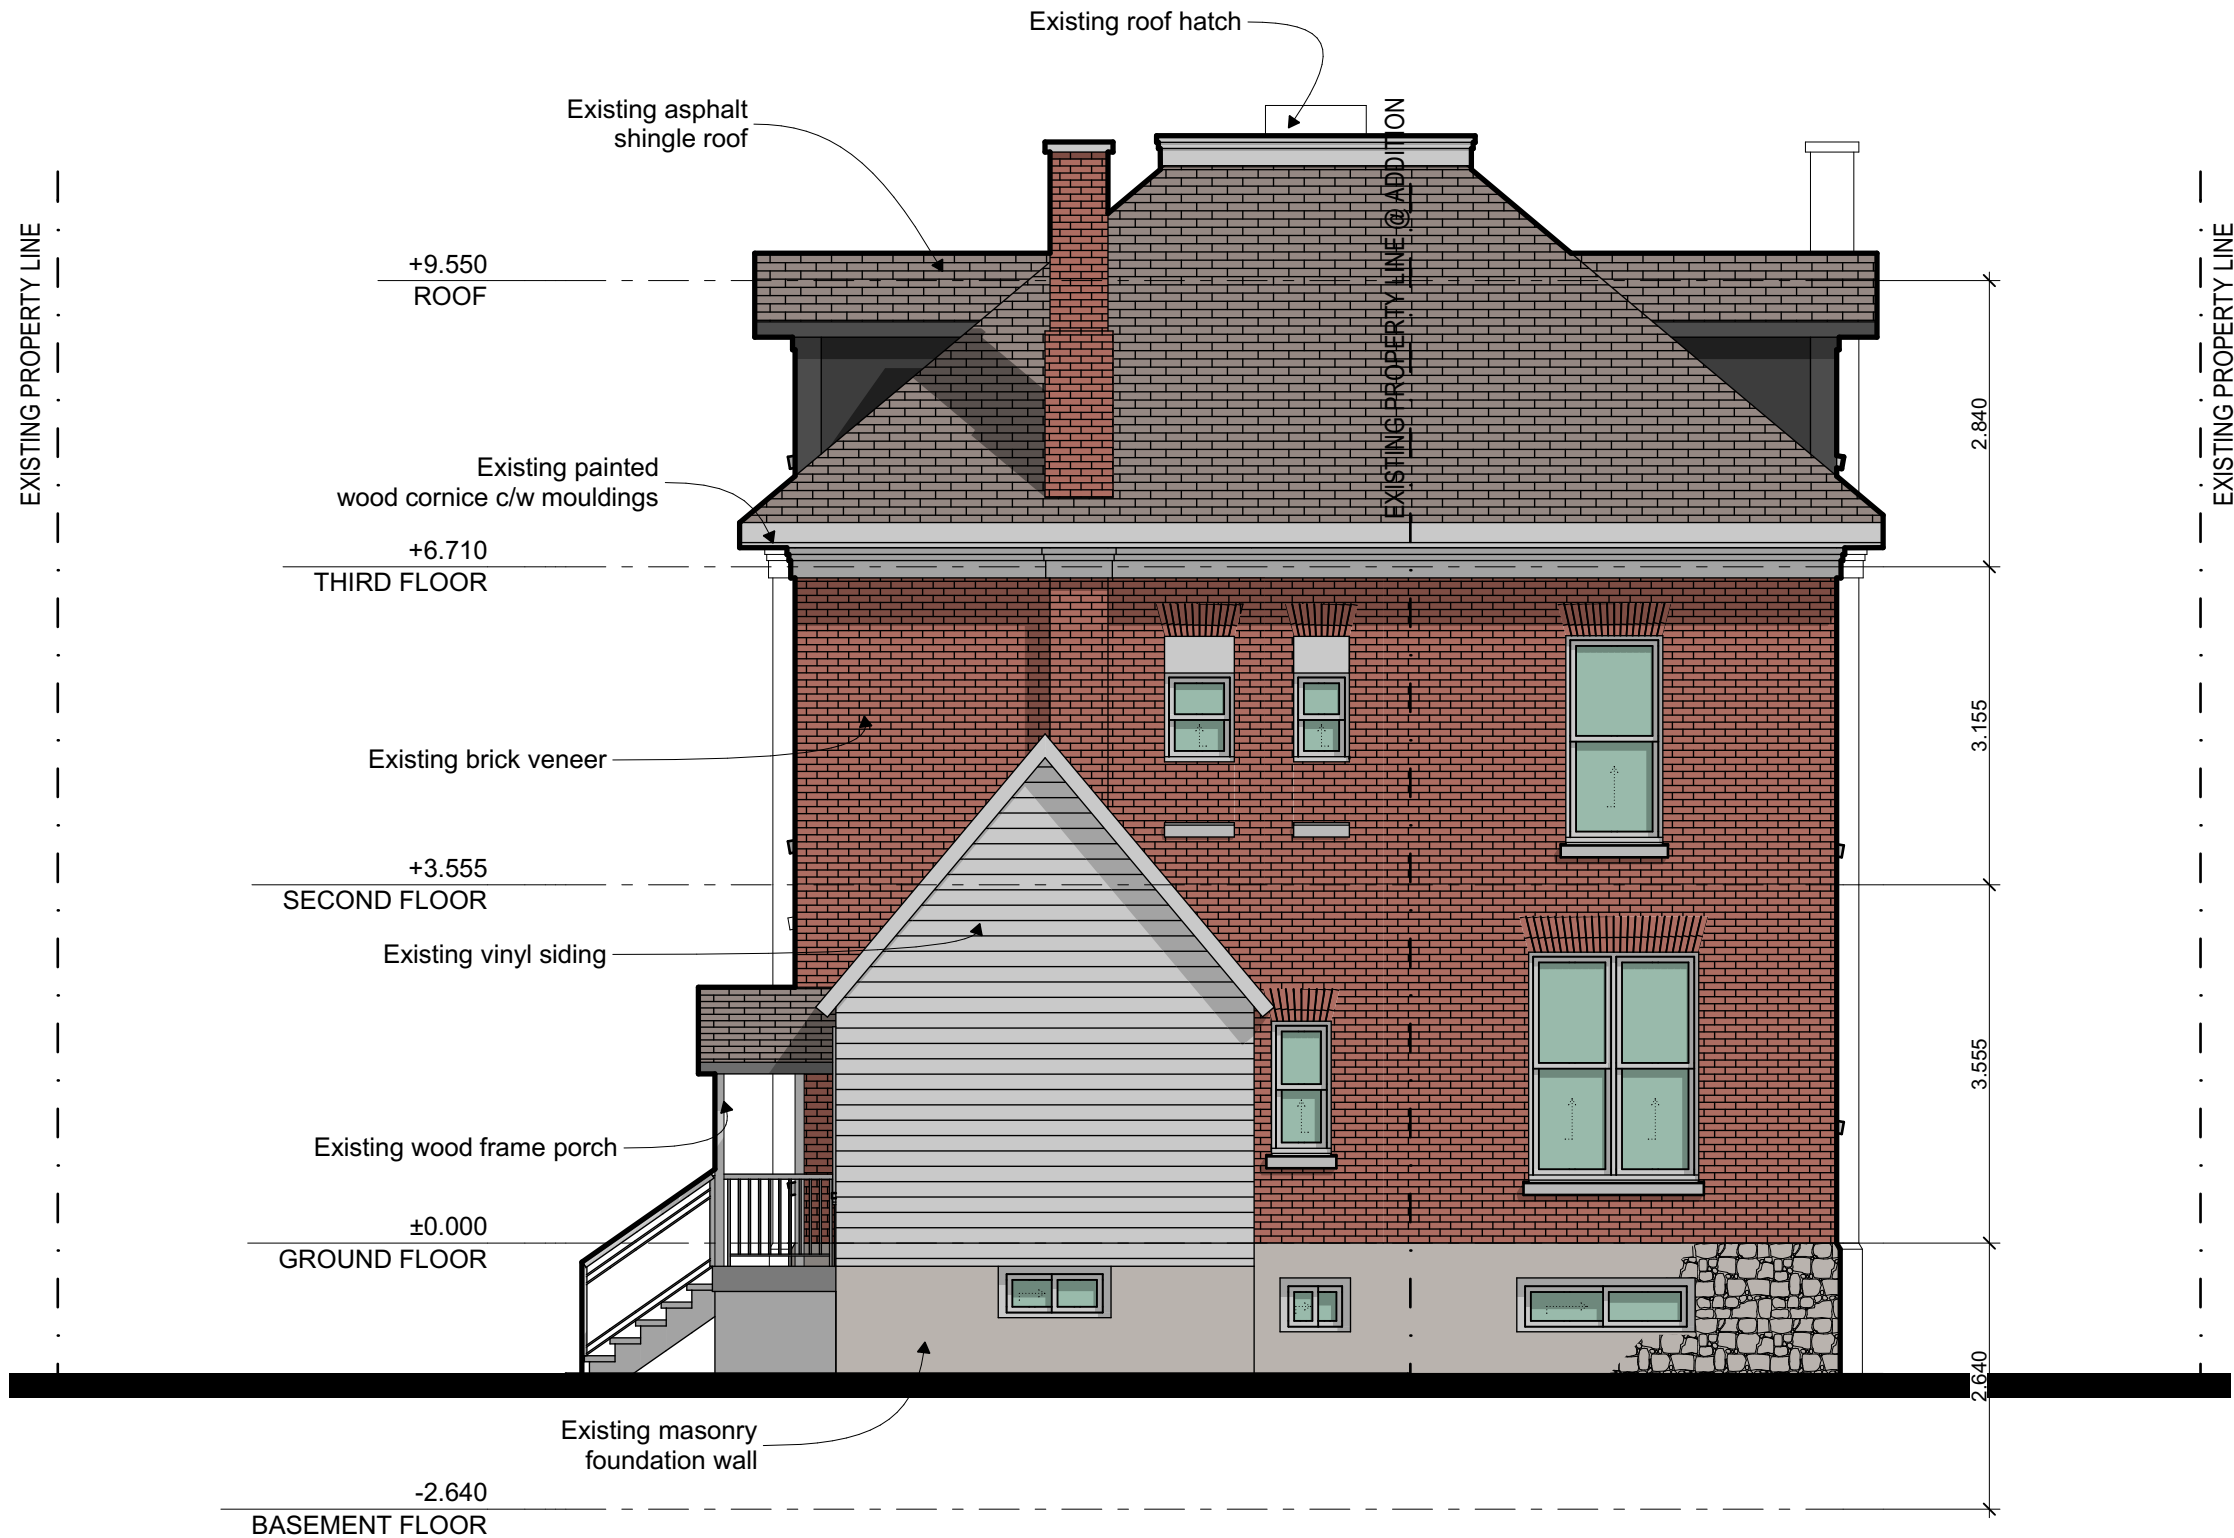 Existing roof hatch
Existing asphalt
shingle roof
EXISTING PROPERTY LINE
EXISTING PROPERTY LINE @ ADDITION
EXISTING PROPERTY LINE
+9.550
ROOF
2.840
Existing painted
wood cornice c/w mouldings
+6.710
THIRD FLOOR
3.155
Existing brick veneer
+3.555
SECOND FLOOR
Existing vinyl siding
3.555
Existing wood frame porch
±0.000
GROUND FLOOR
2.640
Existing masonry
foundation wall
-2.640
BASEMENT FLOOR